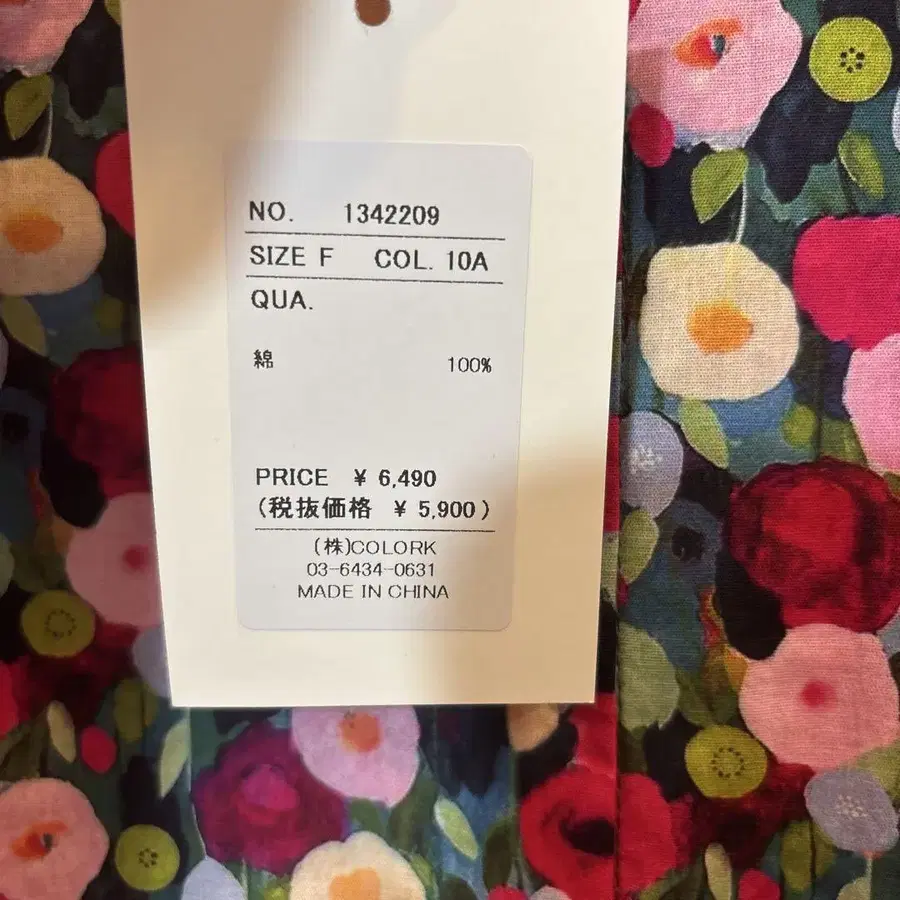 NO. 1342209
SIZE F COL. 10A
QUA.
綿 100%
PRICE ¥ 6,490
(税抜価格 ¥ 5,900)
(株)COLORK
03-6434-0631
MADE IN CHINA